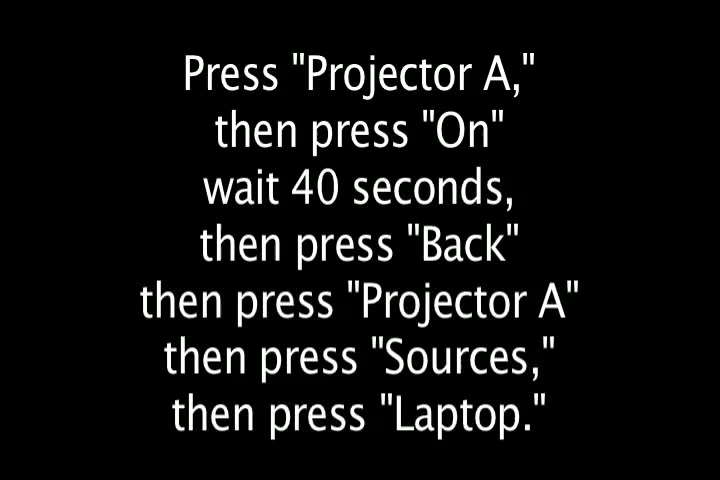 Press "Projector A,"
then press "On"
wait 40 seconds,
then press "Back"
then press "Projector A"
then press "Sources,"
then press "Laptop."